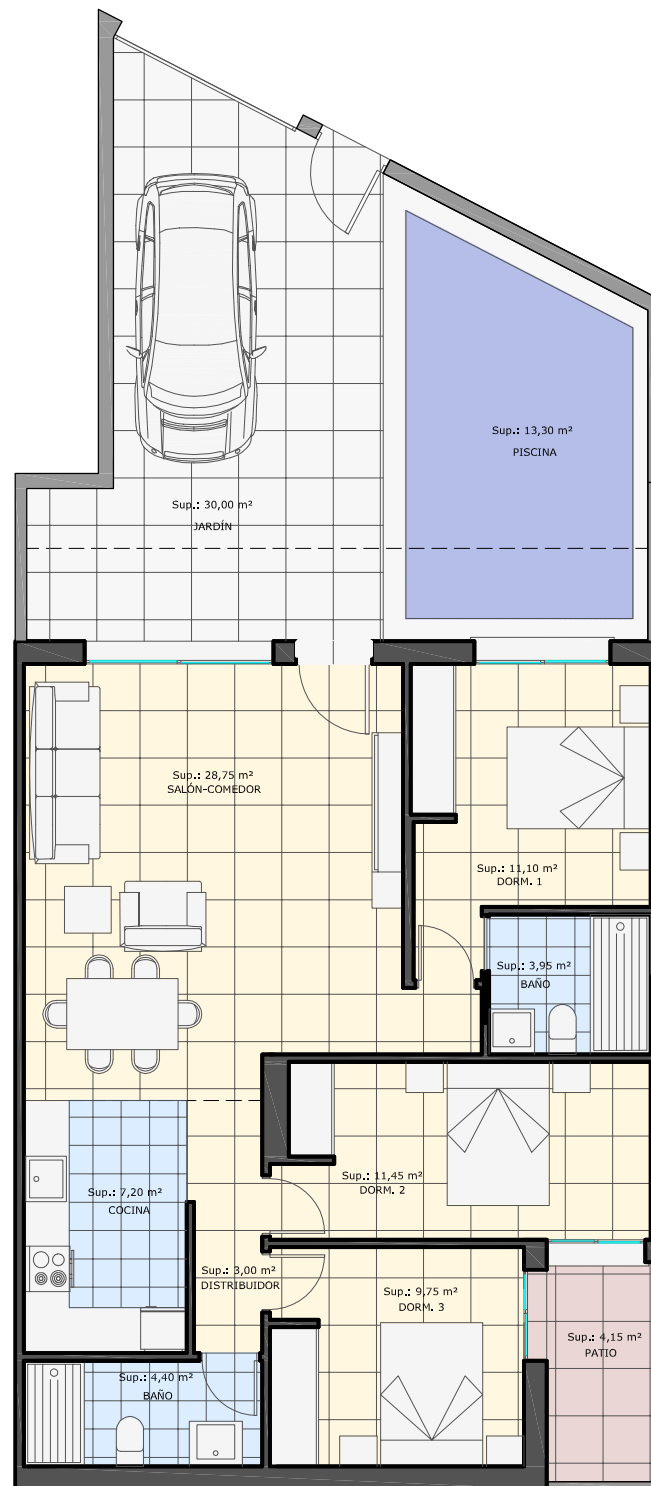 Sup.: 13,30 m²
PISCINA
Sup.: 30,00 m²
JARDÍN
Sup.: 28,75 m²
SALÓN-COMEDOR
Sup.: 11,10 m²
DORM. 1
Sup.: 3,95 m²
BAÑO
Sup.: 11,45 m²
DORM. 2
Sup.: 7,20 m²
COCINA
Sup.: 3,00 m²
DISTRIBUIDOR
Sup.: 9,75 m²
DORM. 3
Sup.: 4,15 m²
PATIO
Sup.: 4,40 m²
BAÑO